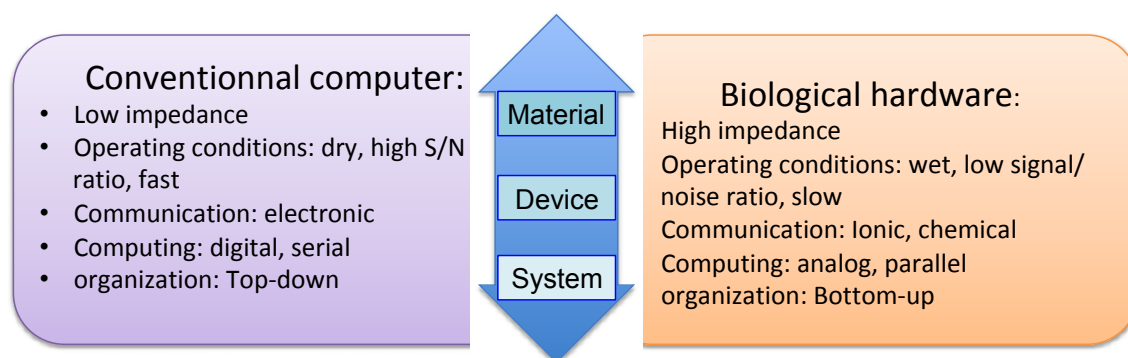 Conventionnal computer:
• Low impedance
• Operating conditions: dry, high S/N
ratio, fast
• Communication: electronic
• Computing: digital, serial
• organization: Top-down
Material
Device
System
Biological hardware:
High impedance
Operating conditions: wet, low signal/
noise ratio, slow
Communication: Ionic, chemical
Computing: analog, parallel
organization: Bottom-up